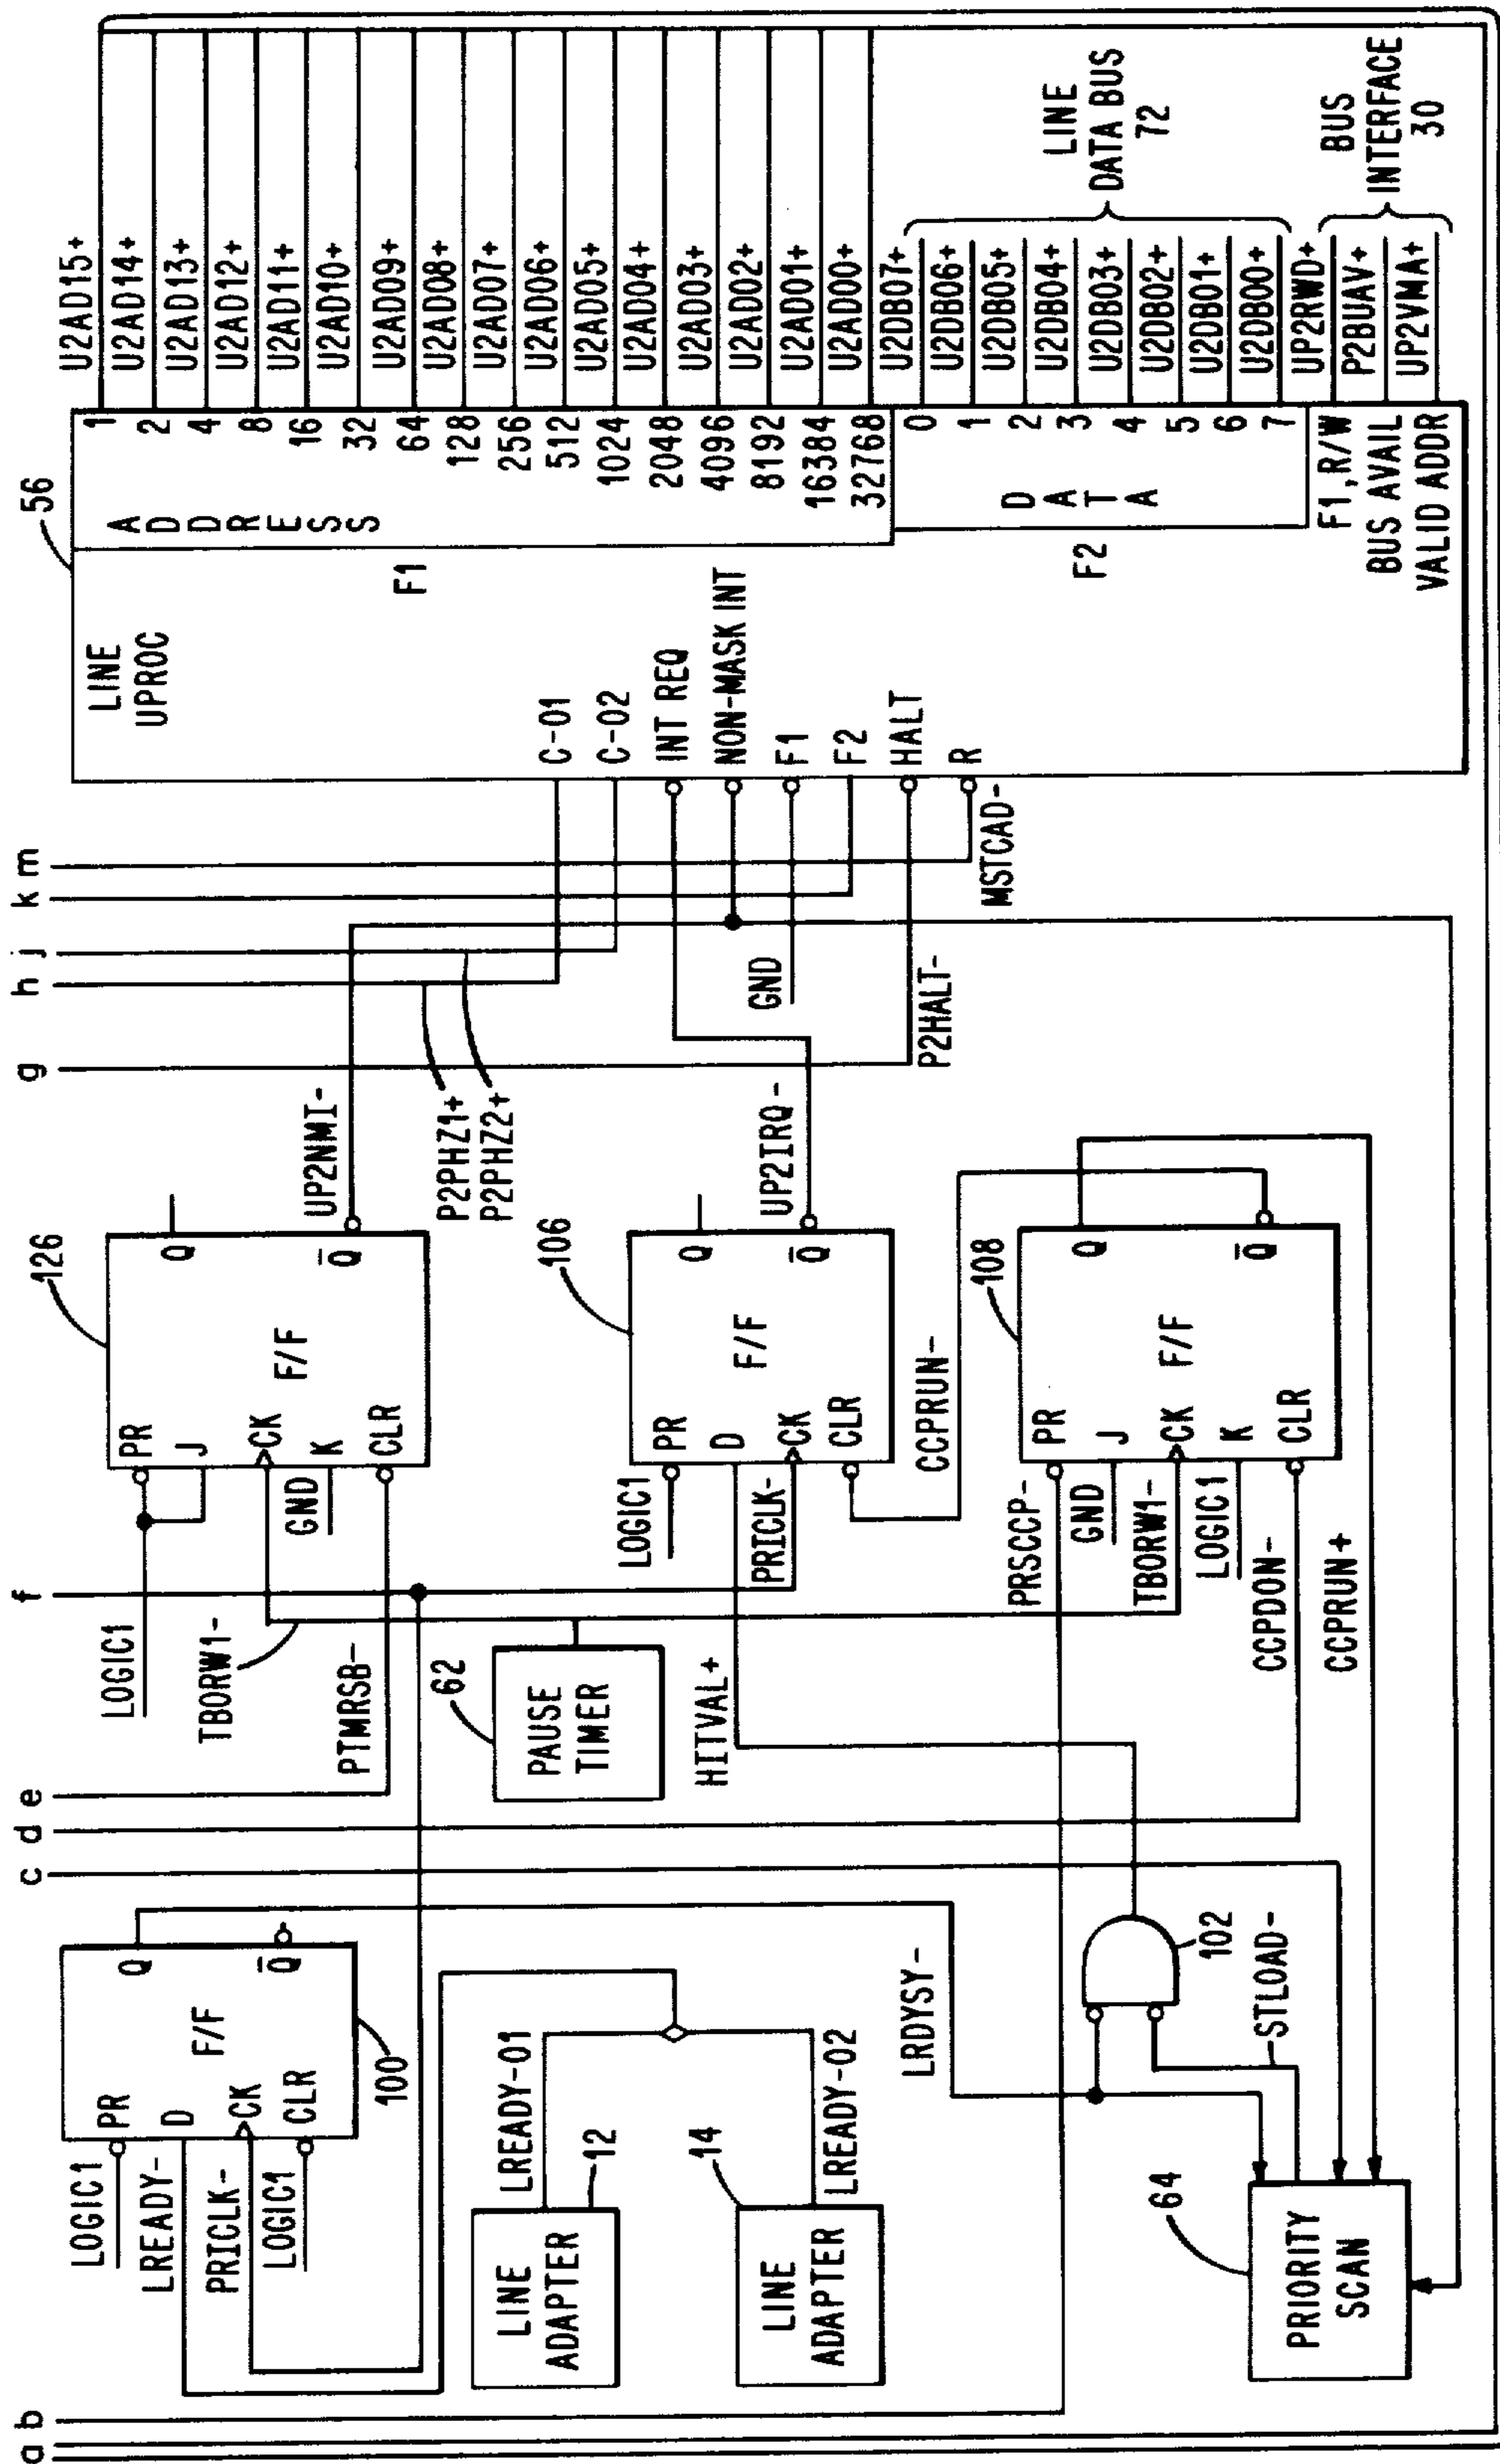 a b c d e f g h j k m
LOGIC1
LREADY-
PRICLK-
LOGIC1
PR
D
CK
CLR
F/F
Q
Q̅
100
LINE
ADAPTER
12
LREADY-01
LINE
ADAPTER
14
LREADY-02
LRDYSY-
PRIORITY
SCAN
64
STLOAD-
102
LOGIC1
TBORW1-
PTMRSB-
GND
PR
J
CK
K
CLR
F/F
Q
Q̅
126
UP2NMI-
PAUSE
TIMER
62
HITVAL+
LOGIC1
PRICLK-
PR
D
CK
CLR
F/F
Q
Q̅
106
UP2IRQ-
CCPRUN-
PRSCCP-
GND
TBORW1-
LOGIC1
CCPDON-
CCPRUN+
PR
J
CK
K
CLR
F/F
Q
Q̅
108
P2PHZ1+
P2PHZ2+
GND
P2HALT-
MSTCAD-
LINE
UPROC
56
F1
F2
C-01
C-02
INT REQ
NON-MASK INT
F1
F2
HALT
R
ADDRESS
1 U2AD15+
2 U2AD14+
4 U2AD13+
8 U2AD12+
16 U2AD11+
32 U2AD10+
64 U2AD09+
128 U2AD08+
256 U2AD07+
512 U2AD06+
1024 U2AD05+
2048 U2AD04+
4096 U2AD03+
8192 U2AD02+
16384 U2AD01+
32768 U2AD00+
DATA
0 U2DB07+
1 U2DB06+
2 U2DB05+
3 U2DB04+
4 U2DB03+
5 U2DB02+
6 U2DB01+
7 U2DB00+
F1,R/W UP2RWD+
BUS AVAIL P2BUAV+
VALID ADDR UP2VMA+
LINE
DATA BUS
72
BUS
INTERFACE
30